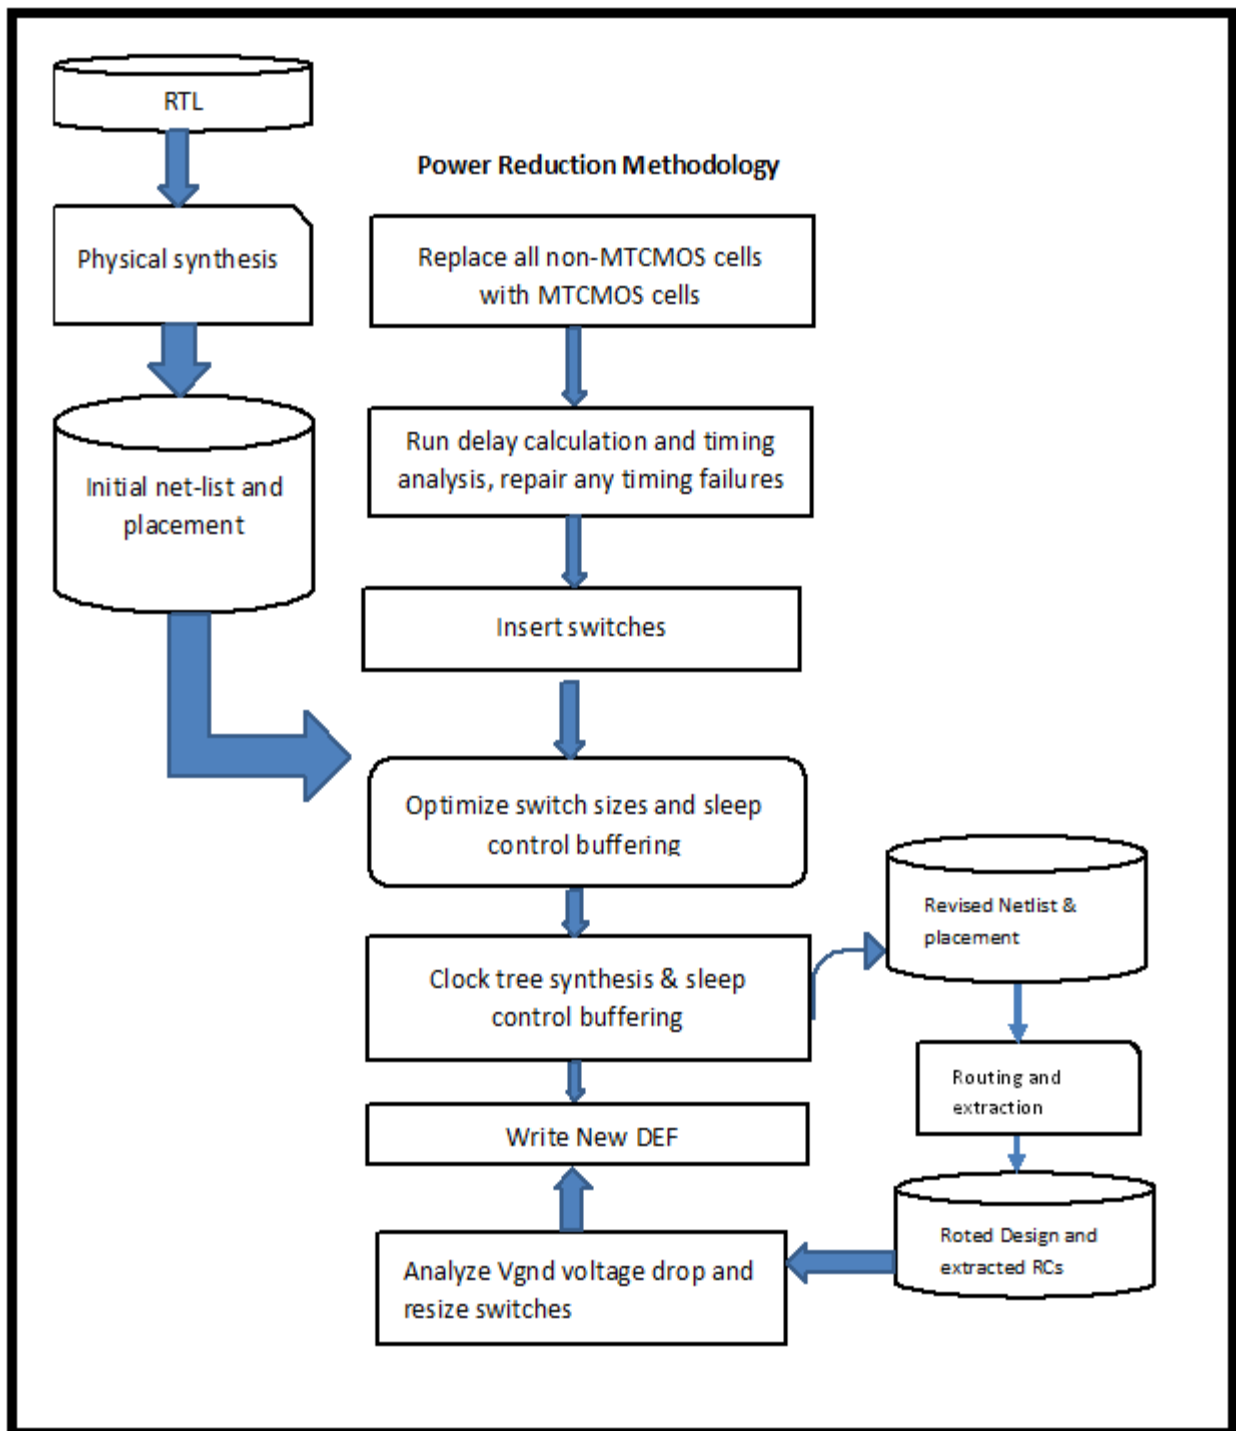 RTL
Power Reduction Methodology
Physical synthesis
Replace all non-MTCMOS cells
with MTCMOS cells
Initial net-list and
placement
Run delay calculation and timing
analysis, repair any timing failures
Insert switches
Optimize switch sizes and sleep
control buffering
Revised Netlist &
placement
Clock tree synthesis & sleep
control buffering
Routing and
extraction
Write New DEF
Roted Design and
extracted RCs
Analyze Vgnd voltage drop and
resize switches